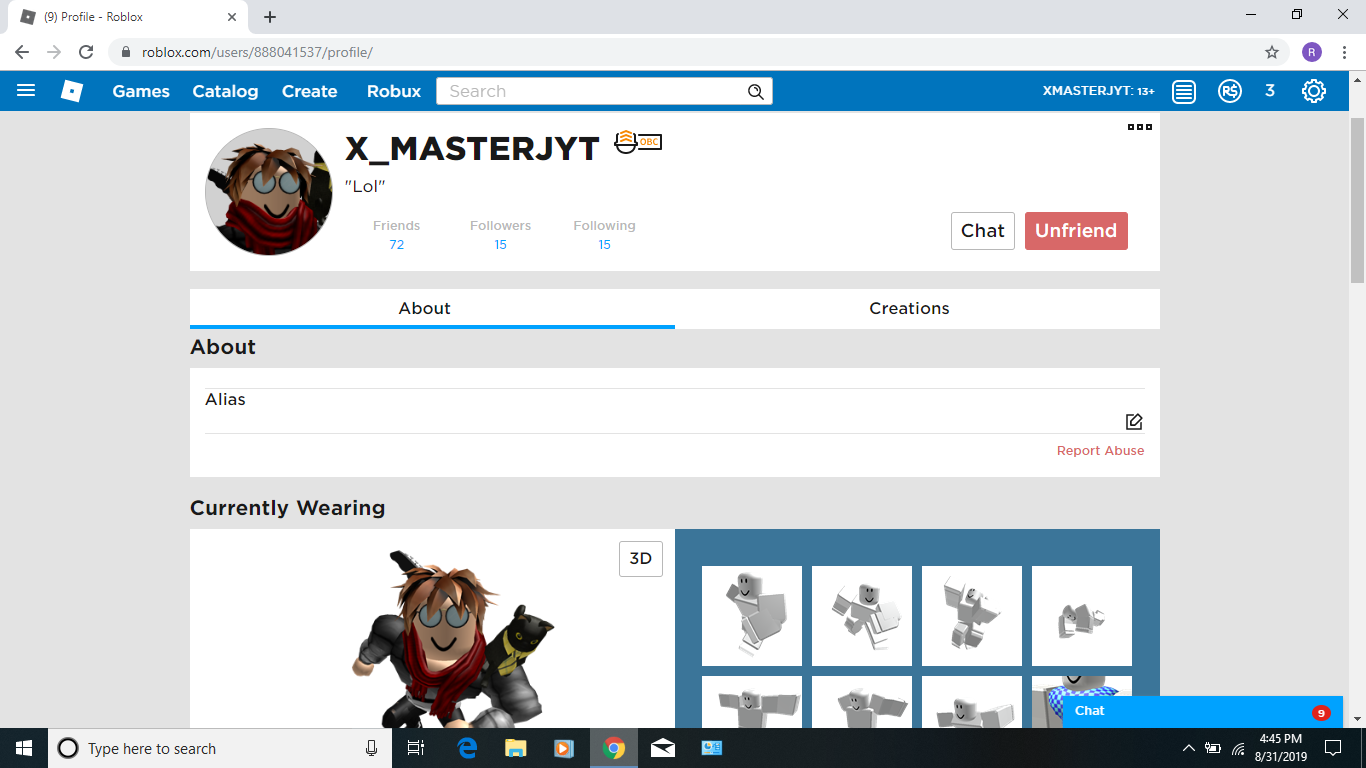 (9) Profile - Roblox
roblox.com/users/888041537/profile/
R
Games Catalog Create Robux Search XMASTERJYT: 13+ R$ 3
X_MASTERJYT OBC
"Lol"
Friends Followers Following
72 15 15
Chat Unfriend
About Creations
About
Alias
Report Abuse
Currently Wearing
3D
Chat 9
Type here to search
4:45 PM
8/31/2019